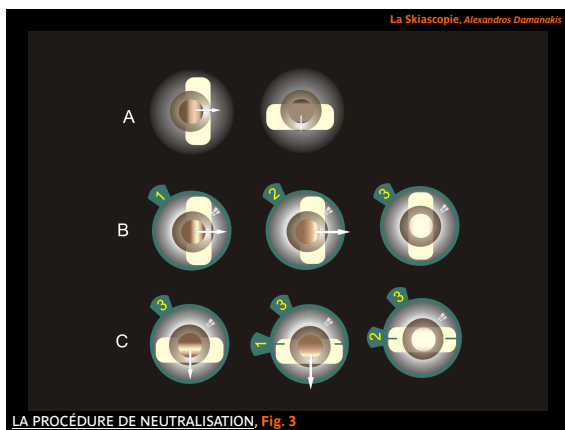 La Skiascopie, Alexandros Damanakis
A
B
1
2
3
C
3
3
1
3
2
LA PROCÉDURE DE NEUTRALISATION, Fig. 3